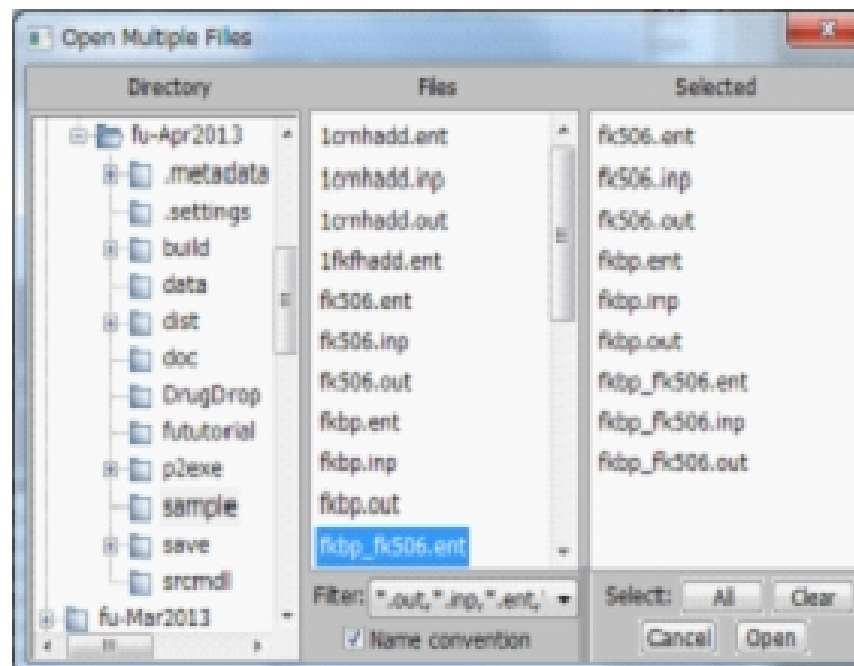 Open Multiple Files
Directory
fu-Apr2013
.metadata
.settings
build
data
dist
doc
DrugDrop
fututorial
p2exe
sample
save
srcmdl
fu-Mar2013
Files
1crnhadd.ent
1crnhadd.inp
1crnhadd.out
1fkfhadd.ent
fk506.ent
fk506.inp
fk506.out
fkbp.ent
fkbp.inp
fkbp.out
fkbp_fk506.ent
Filter: *.out,*.inp,*.ent,
Name convention
Selected
fk506.ent
fk506.inp
fk506.out
fkbp.ent
fkbp.inp
fkbp.out
fkbp_fk506.ent
fkbp_fk506.inp
fkbp_fk506.out
Select: All Clear
Cancel Open